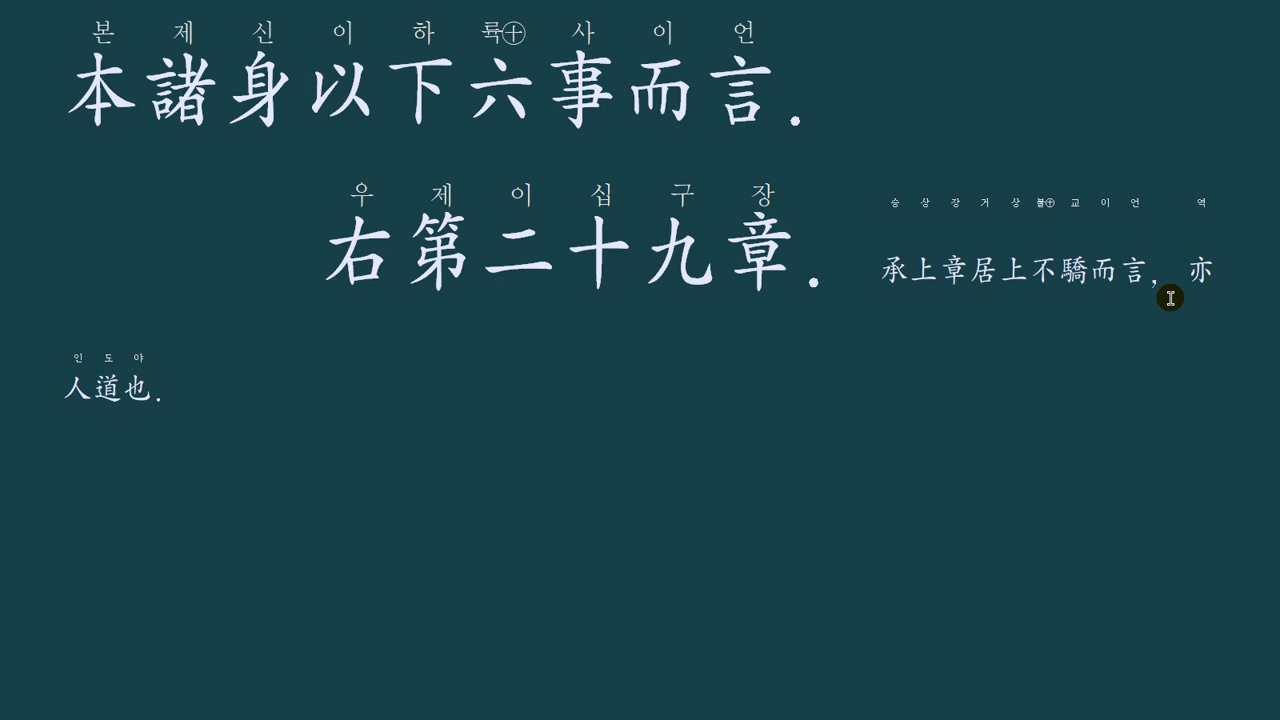 본 제 신 이 하 륙㊉ 사 이 언
本諸身以下六事而言.
우 제 이 십 구 장
右第二十九章.
승 상 장 거 상 불㊉ 교 이 언 역
承上章居上不驕而言, 亦
인 도 야
人道也.